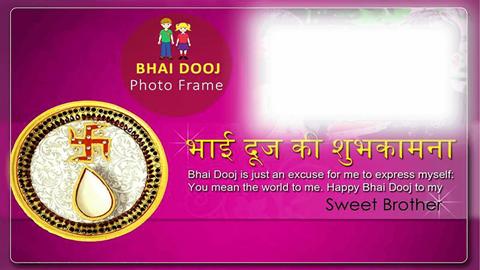 BHAI DOOJ
Photo Frame
भाई दूज की शुभकामना
Bhai Dooj is just an excuse for me to express myself.
You mean the world to me. Happy Bhai Dooj to my
Sweet Brother